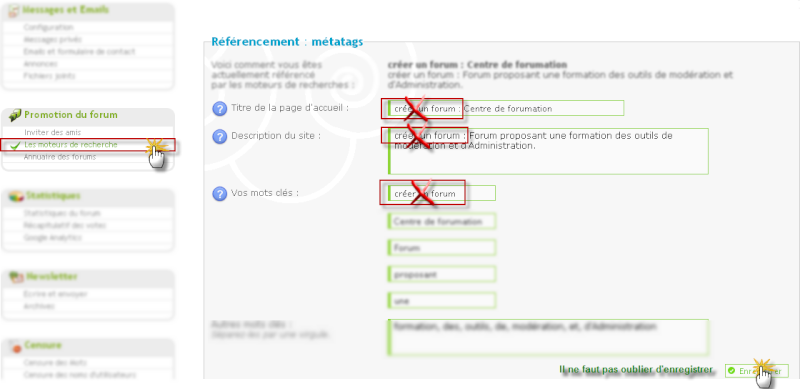 Messages et Emails
Configuration
Messages privés
Emails et formulaire de contact
Annonces
Fichiers joints
Promotion du forum
Inviter des amis
Les moteurs de recherche
Annuaire des forums
Statistiques
Statistiques du forum
Récapitulatif des votes
Google Analytics
Newsletter
Ecrire et envoyer
Archives
Censure
Censure des mots
Censure des noms d'utilisateurs
Référencement : métatags
Voici comment vous êtes
actuellement référencé
par les moteurs de recherches :
créer un forum : Centre de forumation
créer un forum : Forum proposant une formation des outils de modération et
d'Administration.
Titre de la page d'accueil :
créer un forum : Centre de forumation
Description du site :
créer un forum : Forum proposant une formation des outils de
modération et d'Administration.
Vos mots clés :
créer un forum
Centre de forumation
Forum
proposant
une
Autres mots clés :
Séparez-les par une virgule.
formation, des, outils, de, modération, et, d'Administration
Il ne faut pas oublier d'enregistrer
Enregistrer